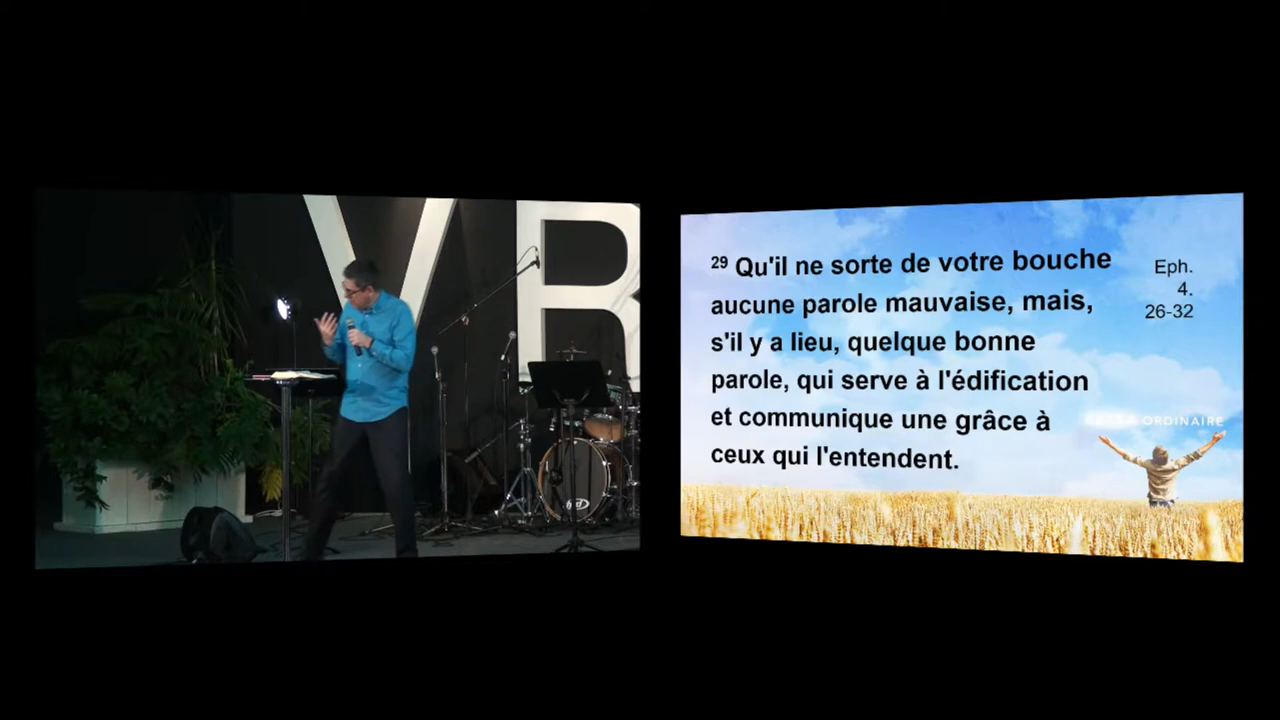 VR
29 Qu'il ne sorte de votre bouche
aucune parole mauvaise, mais,
s'il y a lieu, quelque bonne
parole, qui serve à l'édification
et communique une grâce à
ceux qui l'entendent.
Eph.
4.
26-32
ORDINAIRE